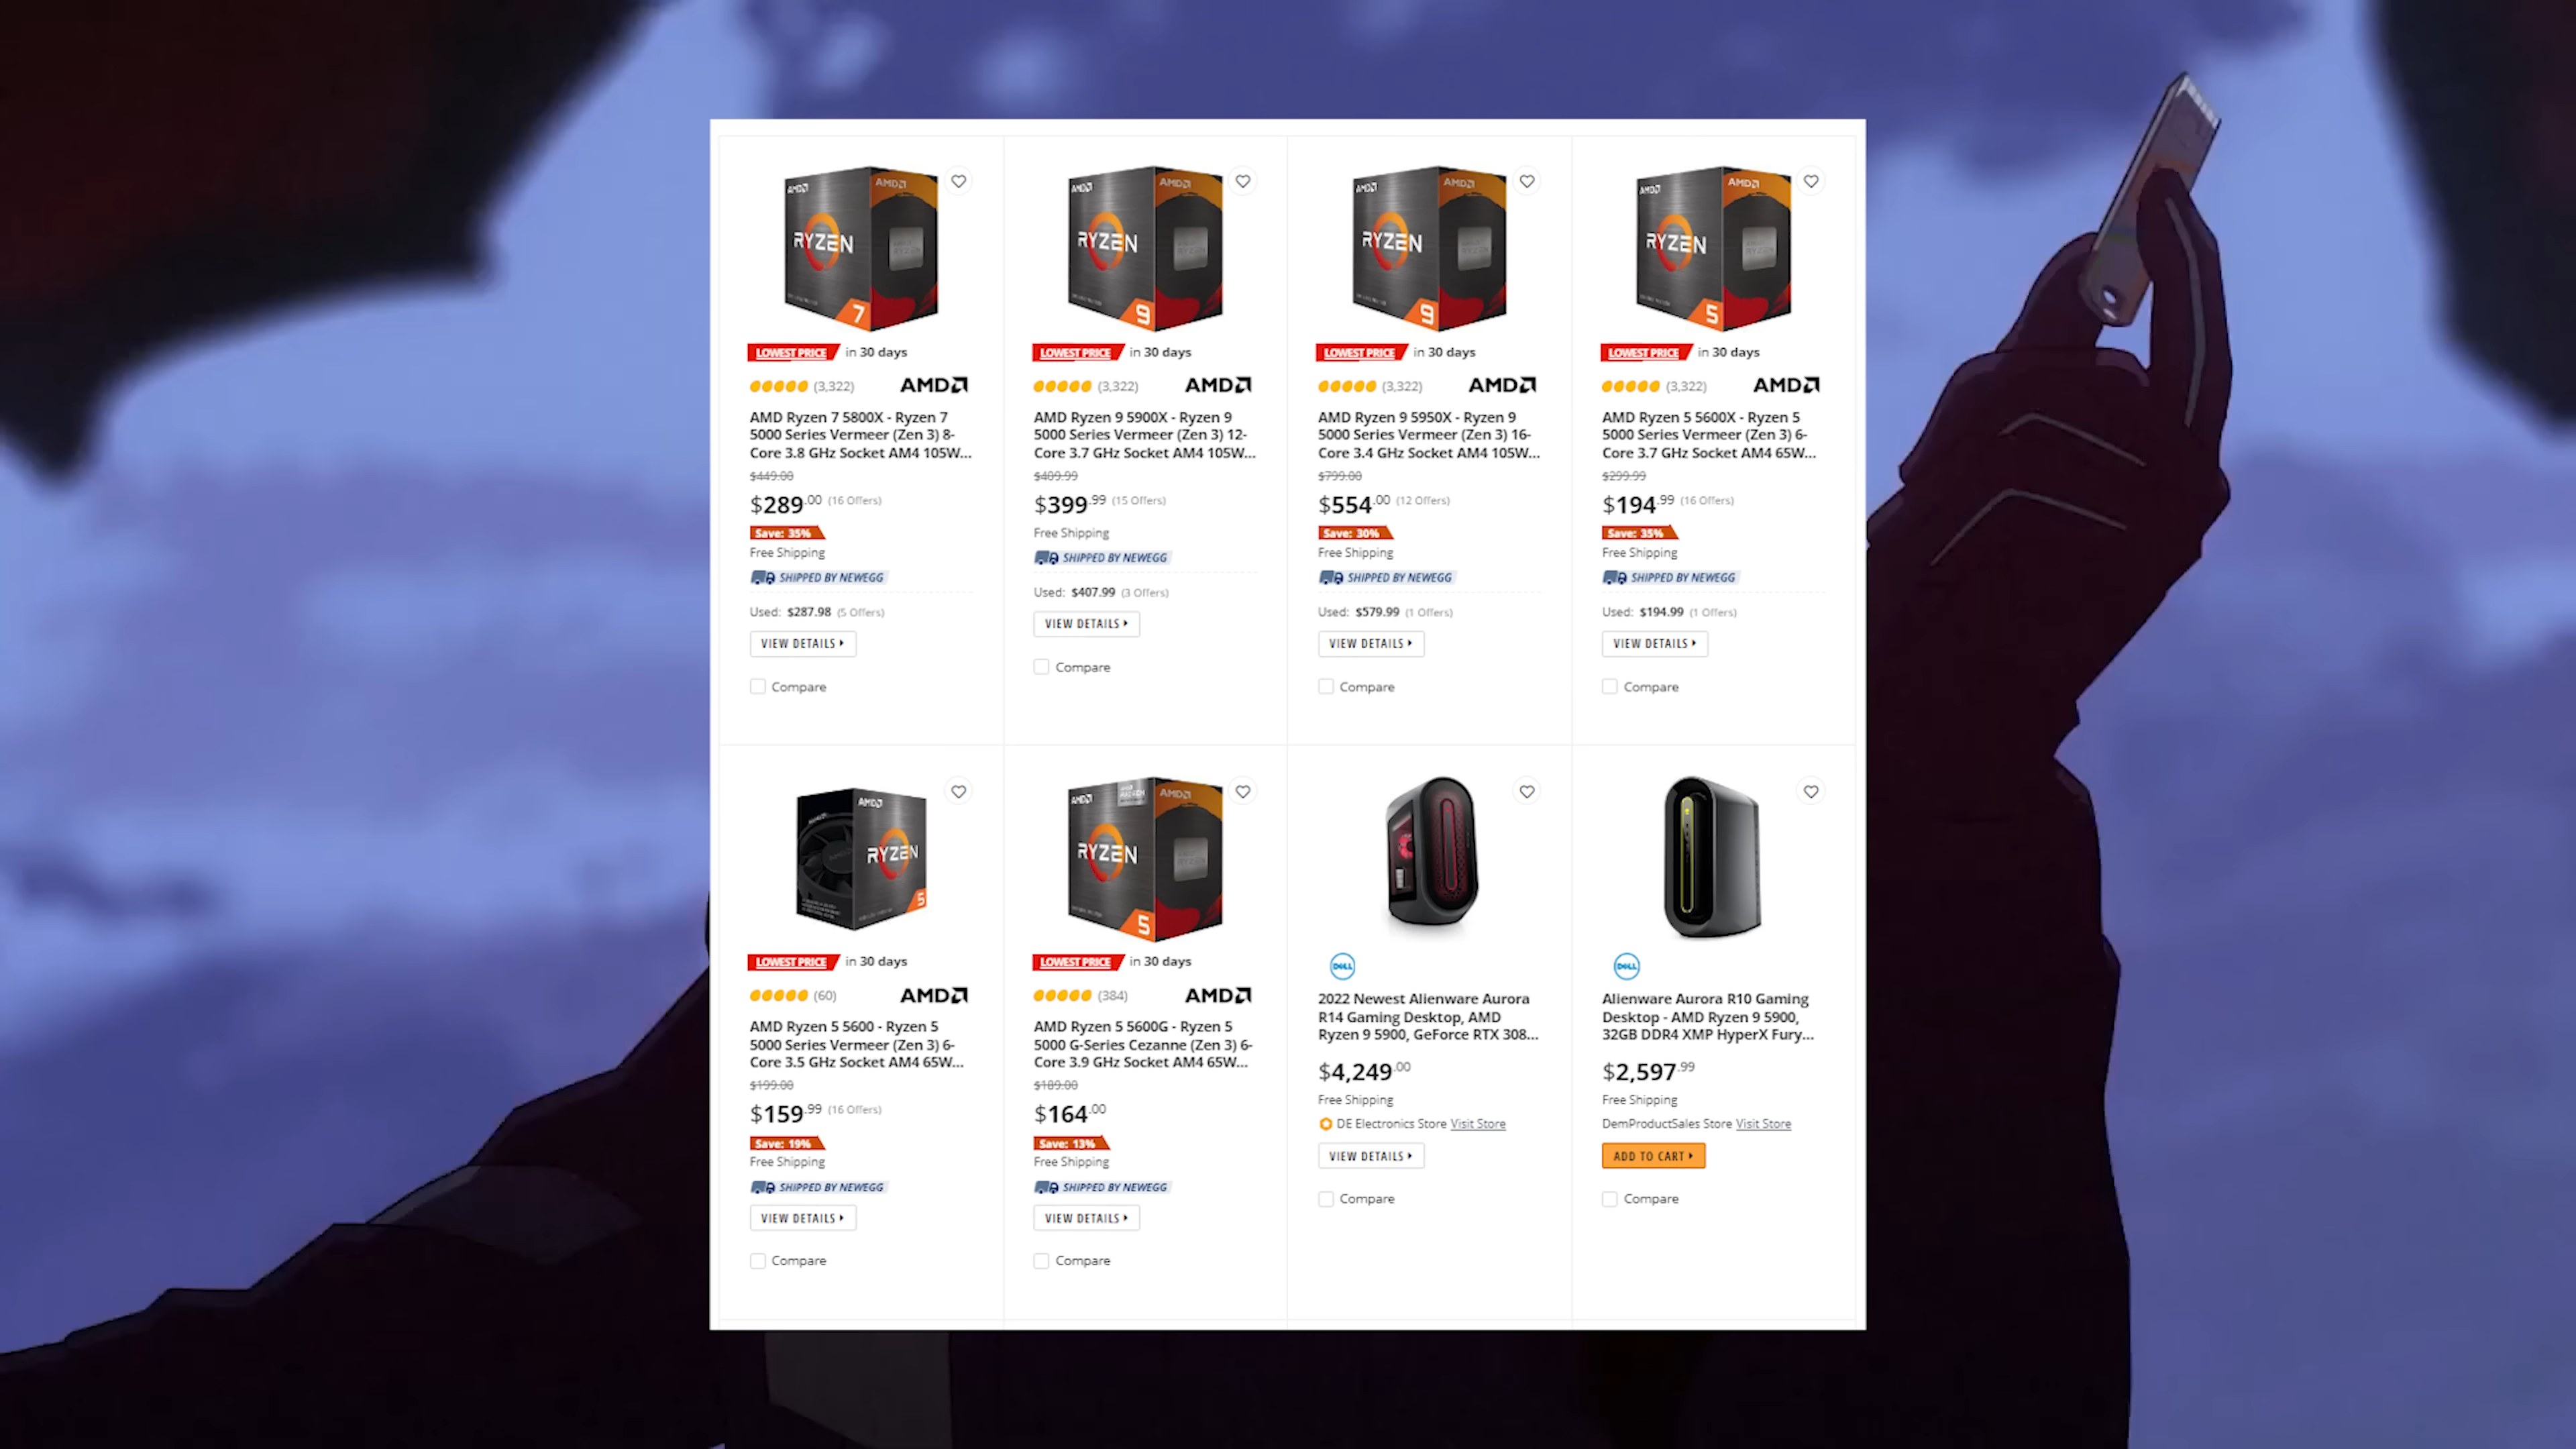 AMD
AMD
RYZEN
7
LOWEST PRICE in 30 days
(3,322) AMD
AMD Ryzen 7 5800X - Ryzen 7
5000 Series Vermeer (Zen 3) 8-
Core 3.8 GHz Socket AM4 105W...
$449.00
$289.00 (16 Offers)
Save: 35%
Free Shipping
SHIPPED BY NEWEGG
Used: $287.98 (5 Offers)
VIEW DETAILS
Compare
AMD
AMD
RYZEN
9
LOWEST PRICE in 30 days
(3,322) AMD
AMD Ryzen 9 5900X - Ryzen 9
5000 Series Vermeer (Zen 3) 12-
Core 3.7 GHz Socket AM4 105W...
$409.99
$399.99 (15 Offers)
Free Shipping
SHIPPED BY NEWEGG
Used: $407.99 (3 Offers)
VIEW DETAILS
Compare
AMD
AMD
RYZEN
9
LOWEST PRICE in 30 days
(3,322) AMD
AMD Ryzen 9 5950X - Ryzen 9
5000 Series Vermeer (Zen 3) 16-
Core 3.4 GHz Socket AM4 105W...
$799.00
$554.00 (12 Offers)
Save: 30%
Free Shipping
SHIPPED BY NEWEGG
Used: $579.99 (1 Offers)
VIEW DETAILS
Compare
AMD
AMD
RYZEN
5
LOWEST PRICE in 30 days
(3,322) AMD
AMD Ryzen 5 5600X - Ryzen 5
5000 Series Vermeer (Zen 3) 6-
Core 3.7 GHz Socket AM4 65W...
$299.99
$194.99 (16 Offers)
Save: 35%
Free Shipping
SHIPPED BY NEWEGG
Used: $194.99 (1 Offers)
VIEW DETAILS
Compare
AMD
RYZEN
5
LOWEST PRICE in 30 days
(60) AMD
AMD Ryzen 5 5600 - Ryzen 5
5000 Series Vermeer (Zen 3) 6-
Core 3.5 GHz Socket AM4 65W...
$199.00
$159.99 (16 Offers)
Save: 19%
Free Shipping
SHIPPED BY NEWEGG
VIEW DETAILS
Compare
AMD
AMD
RYZEN
5
LOWEST PRICE in 30 days
(384) AMD
AMD Ryzen 5 5600G - Ryzen 5
5000 G-Series Cezanne (Zen 3) 6-
Core 3.9 GHz Socket AM4 65W...
$189.00
$164.00
Save: 13%
Free Shipping
SHIPPED BY NEWEGG
VIEW DETAILS
Compare
DELL
2022 Newest Alienware Aurora
R14 Gaming Desktop, AMD
Ryzen 9 5900, GeForce RTX 308...
$4,249.00
Free Shipping
DE Electronics Store Visit Store
VIEW DETAILS
Compare
DELL
Alienware Aurora R10 Gaming
Desktop - AMD Ryzen 9 5900,
32GB DDR4 XMP HyperX Fury...
$2,597.99
Free Shipping
DemProductSales Store Visit Store
ADD TO CART
Compare